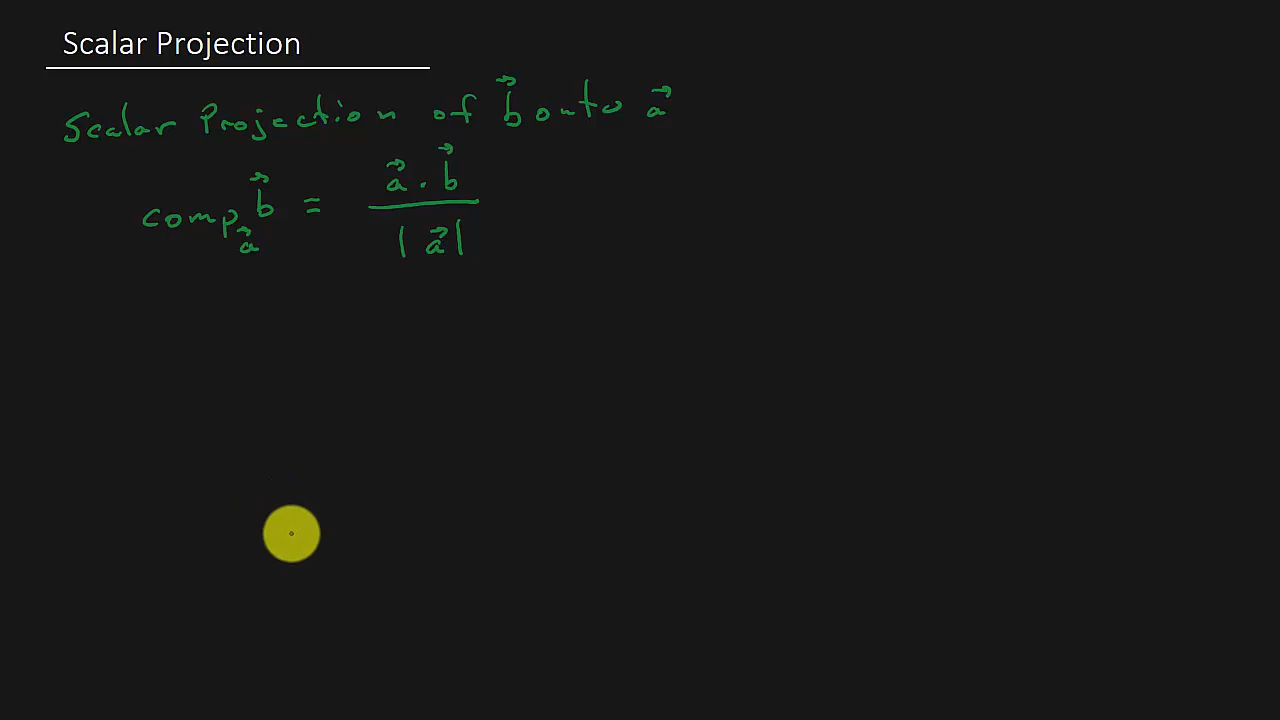 Scalar Projection
Scalar Projection of b⃗ onto a⃗
comp_a⃗ b⃗ = (a⃗ · b⃗) / |a⃗|